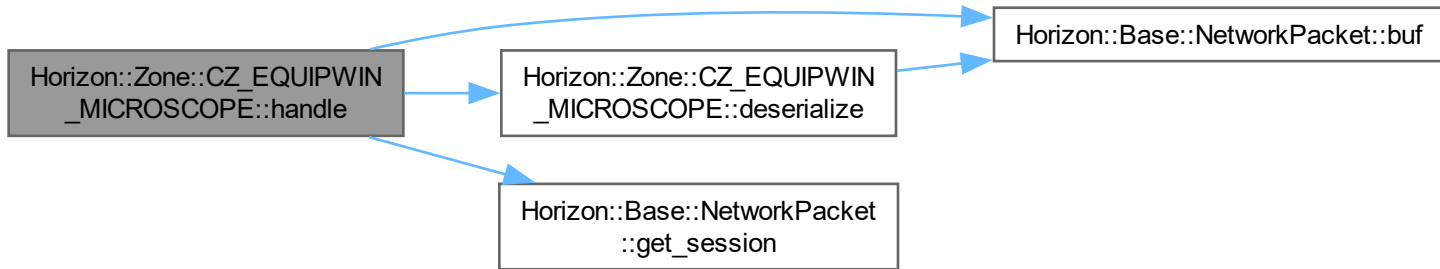 Horizon::Zone::CZ_EQUIPWIN
_MICROSCOPE::handle
Horizon::Zone::CZ_EQUIPWIN
_MICROSCOPE::deserialize
Horizon::Base::NetworkPacket::buf
Horizon::Base::NetworkPacket
::get_session